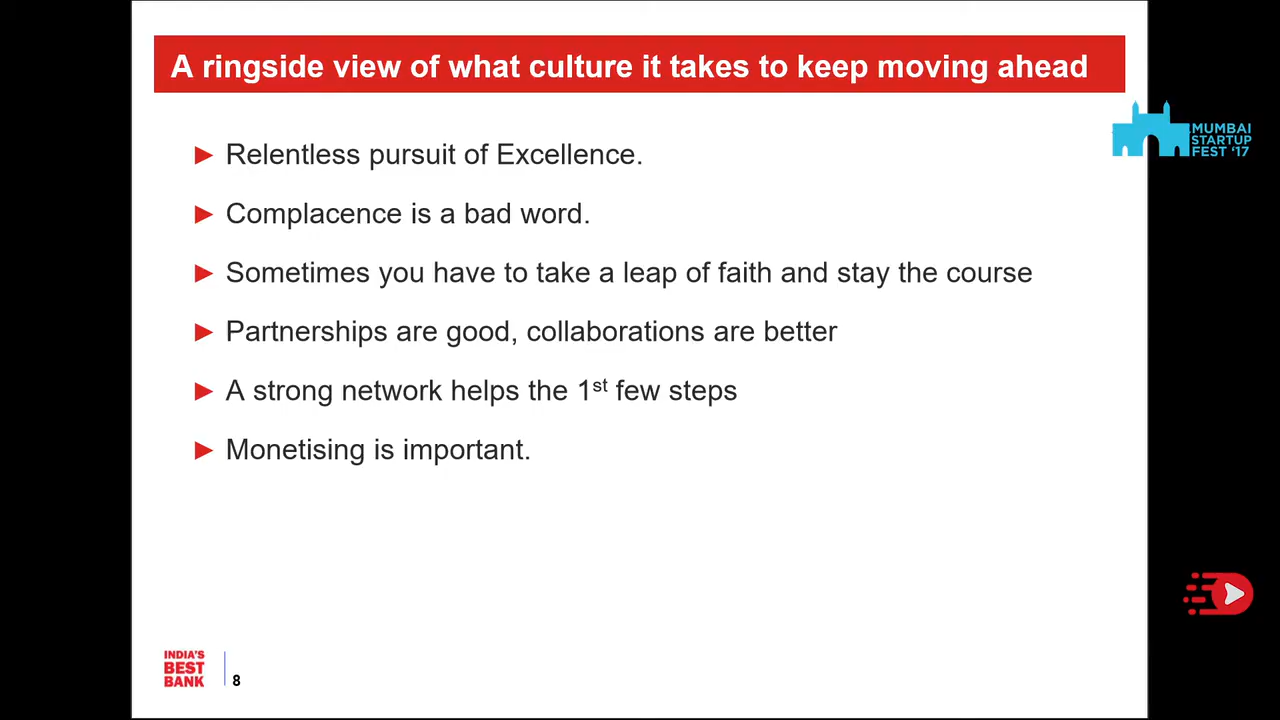 A ringside view of what culture it takes to keep moving ahead
MUMBAI
STARTUP
FEST '17
► Relentless pursuit of Excellence.
► Complacence is a bad word.
► Sometimes you have to take a leap of faith and stay the course
► Partnerships are good, collaborations are better
► A strong network helps the 1st few steps
► Monetising is important.
INDIA'S
BEST
BANK
8